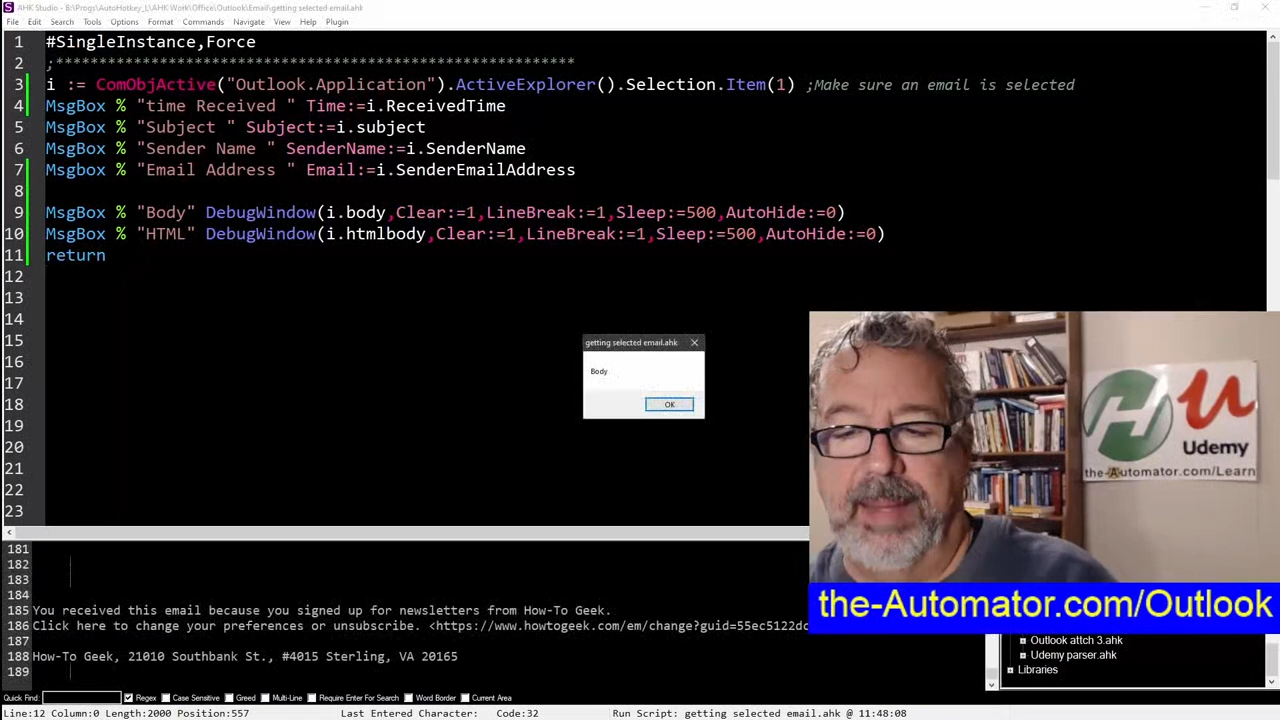 AHK Studio - B:\Progs\AutoHotkey_L\AHK Work\Office\Outlook\Email\getting selected email.ahk
File Edit Search Tools Options Format Commands Navigate View Help Plugin
1 #SingleInstance,Force
2 ;****************************************************
3 i := ComObjActive("Outlook.Application").ActiveExplorer().Selection.Item(1) ;Make sure an email is selected
4 MsgBox % "time Received " Time:=i.ReceivedTime
5 MsgBox % "Subject " Subject:=i.subject
6 MsgBox % "Sender Name " SenderName:=i.SenderName
7 Msgbox % "Email Address " Email:=i.SenderEmailAddress
8
9 MsgBox % "Body" DebugWindow(i.body,Clear:=1,LineBreak:=1,Sleep:=500,AutoHide:=0)
10 MsgBox % "HTML" DebugWindow(i.htmlbody,Clear:=1,LineBreak:=1,Sleep:=500,AutoHide:=0)
11 return
12
13
14
15
16
17
18
19
20
21
22
23
getting selected email.ahk
Body
OK
Udemy
the-Automator.com/Learn
the-Automator.com/Outlook
181
182
183
184
185 You received this email because you signed up for newsletters from How-To Geek.
186 Click here to change your preferences or unsubscribe. <https://www.howtogeek.com/em/change?guid=55ec5122dc
187
188 How-To Geek, 21010 Southbank St., #4015 Sterling, VA 20165
189
Outlook attch 3.ahk
Udemy parser.ahk
Libraries
Quick Find: Regex Case Sensitive Greed Multi-Line Require Enter For Search Word Border Current Area
Line:12 Column:0 Length:2000 Position:557 Last Entered Character: Code:32 Run Script: getting selected email.ahk @ 11:48:08